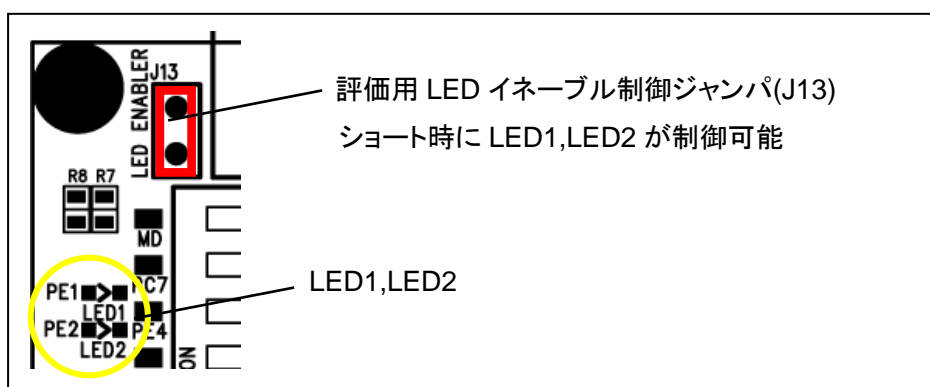 LED ENABLER
J13
評価用 LED イネーブル制御ジャンパ(J13)
ショート時に LED1,LED2 が制御可能
R8 R7
MD
PC7
PE1
LED1
PE2
PE4
LED2
LED1,LED2
ON